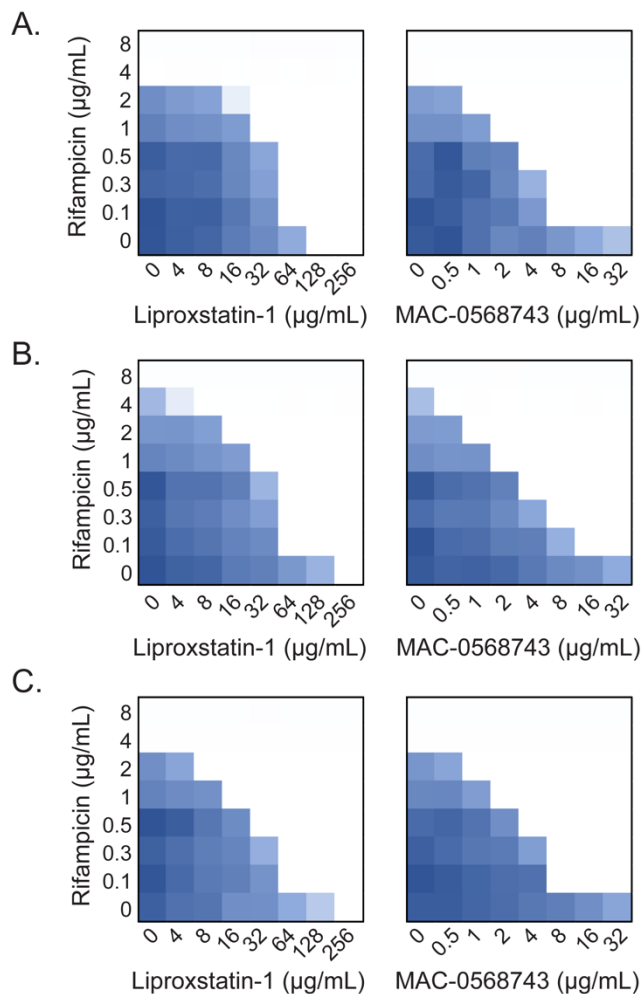 A.
Rifampicin (µg/mL)
8
4
2
1
0.5
0.3
0.1
0
0 4 8 16 32 64 128 256
Liproxstatin-1 (µg/mL)
0 0.5 1 2 4 8 16 32
MAC-0568743 (µg/mL)
B.
Rifampicin (µg/mL)
8
4
2
1
0.5
0.3
0.1
0
0 4 8 16 32 64 128 256
Liproxstatin-1 (µg/mL)
0 0.5 1 2 4 8 16 32
MAC-0568743 (µg/mL)
C.
Rifampicin (µg/mL)
8
4
2
1
0.5
0.3
0.1
0
0 4 8 16 32 64 128 256
Liproxstatin-1 (µg/mL)
0 0.5 1 2 4 8 16 32
MAC-0568743 (µg/mL)